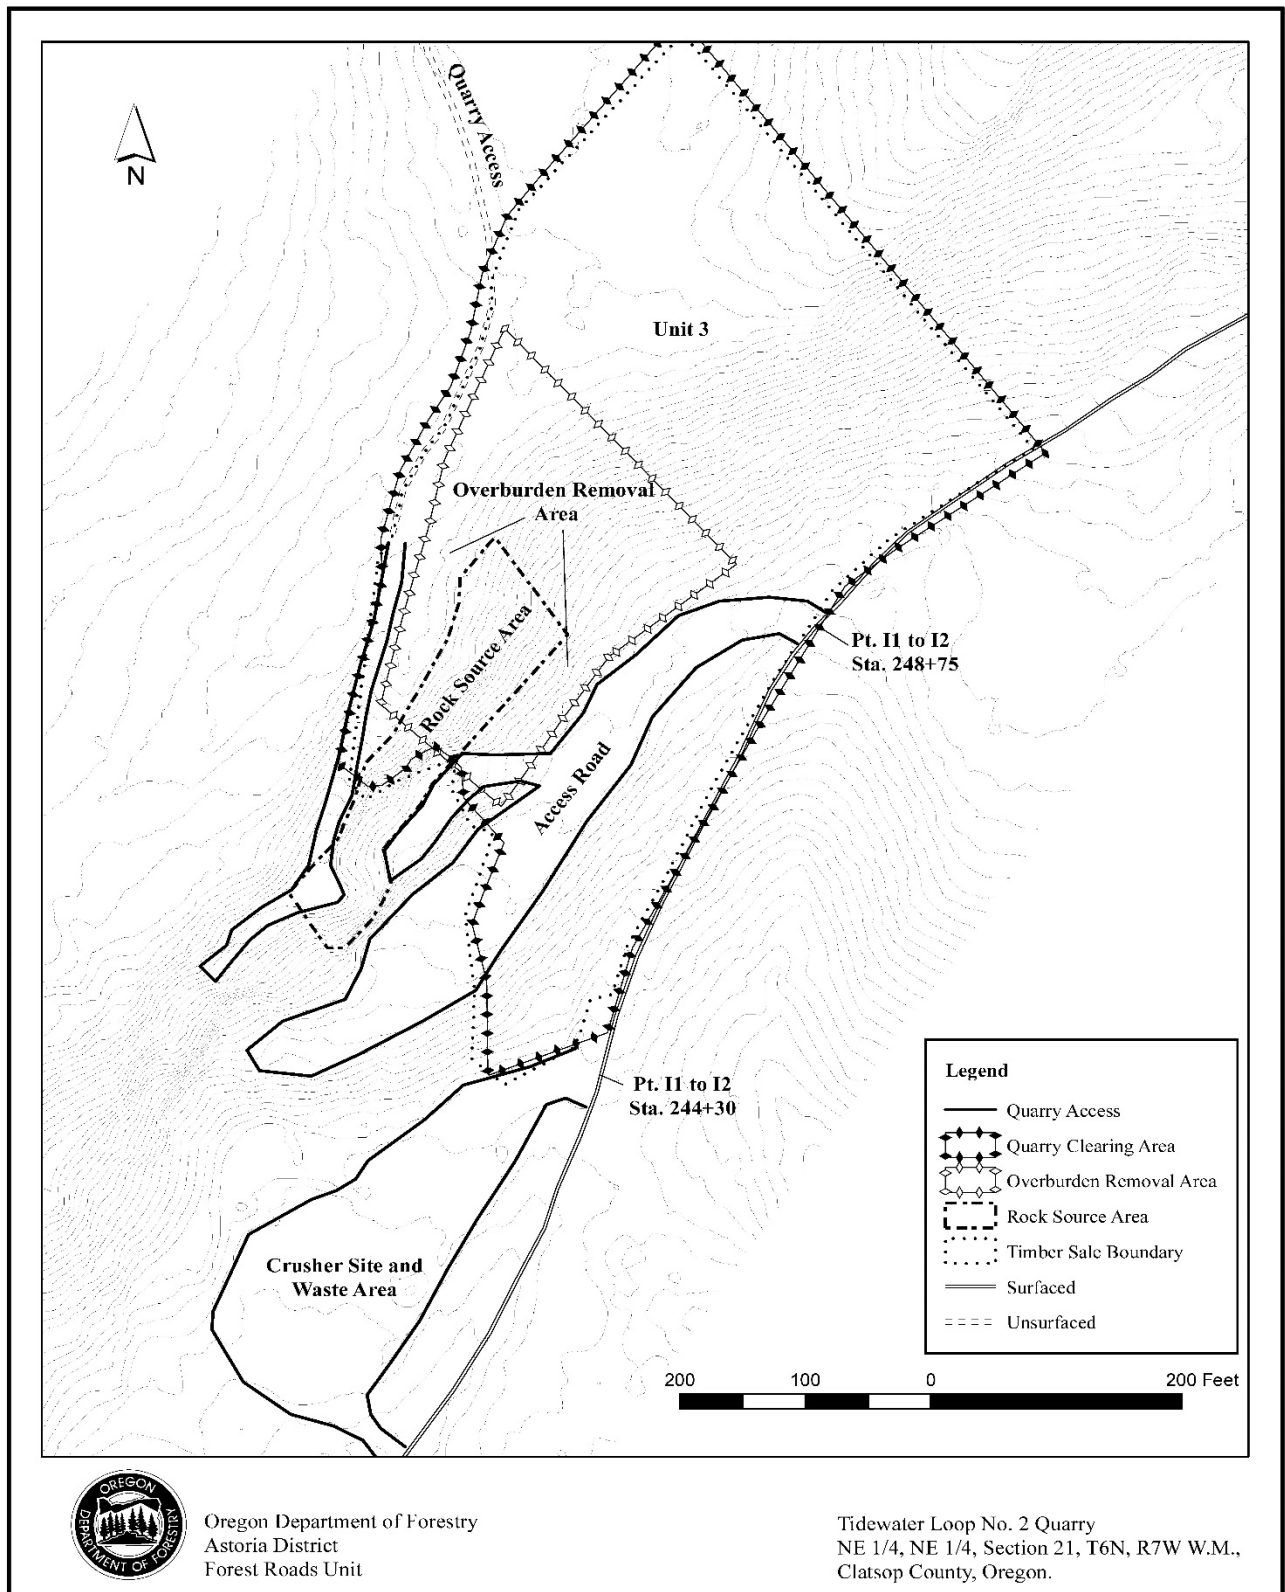 Quarry Access
N
Unit 3
Overburden Removal
Area
Rock Source Area
Pt. I1 to I2
Sta. 248+75
Access Road
Pt. I1 to I2
Sta. 244+30
Crusher Site and
Waste Area
Legend
Quarry Access
Quarry Clearing Area
Overburden Removal Area
Rock Source Area
Timber Sale Boundary
Surfaced
Unsurfaced
200 100 0 200 Feet
OREGON
DEPARTMENT OF FORESTRY
Oregon Department of Forestry
Astoria District
Forest Roads Unit
Tidewater Loop No. 2 Quarry
NE 1/4, NE 1/4, Section 21, T6N, R7W W.M.,
Clatsop County, Oregon.